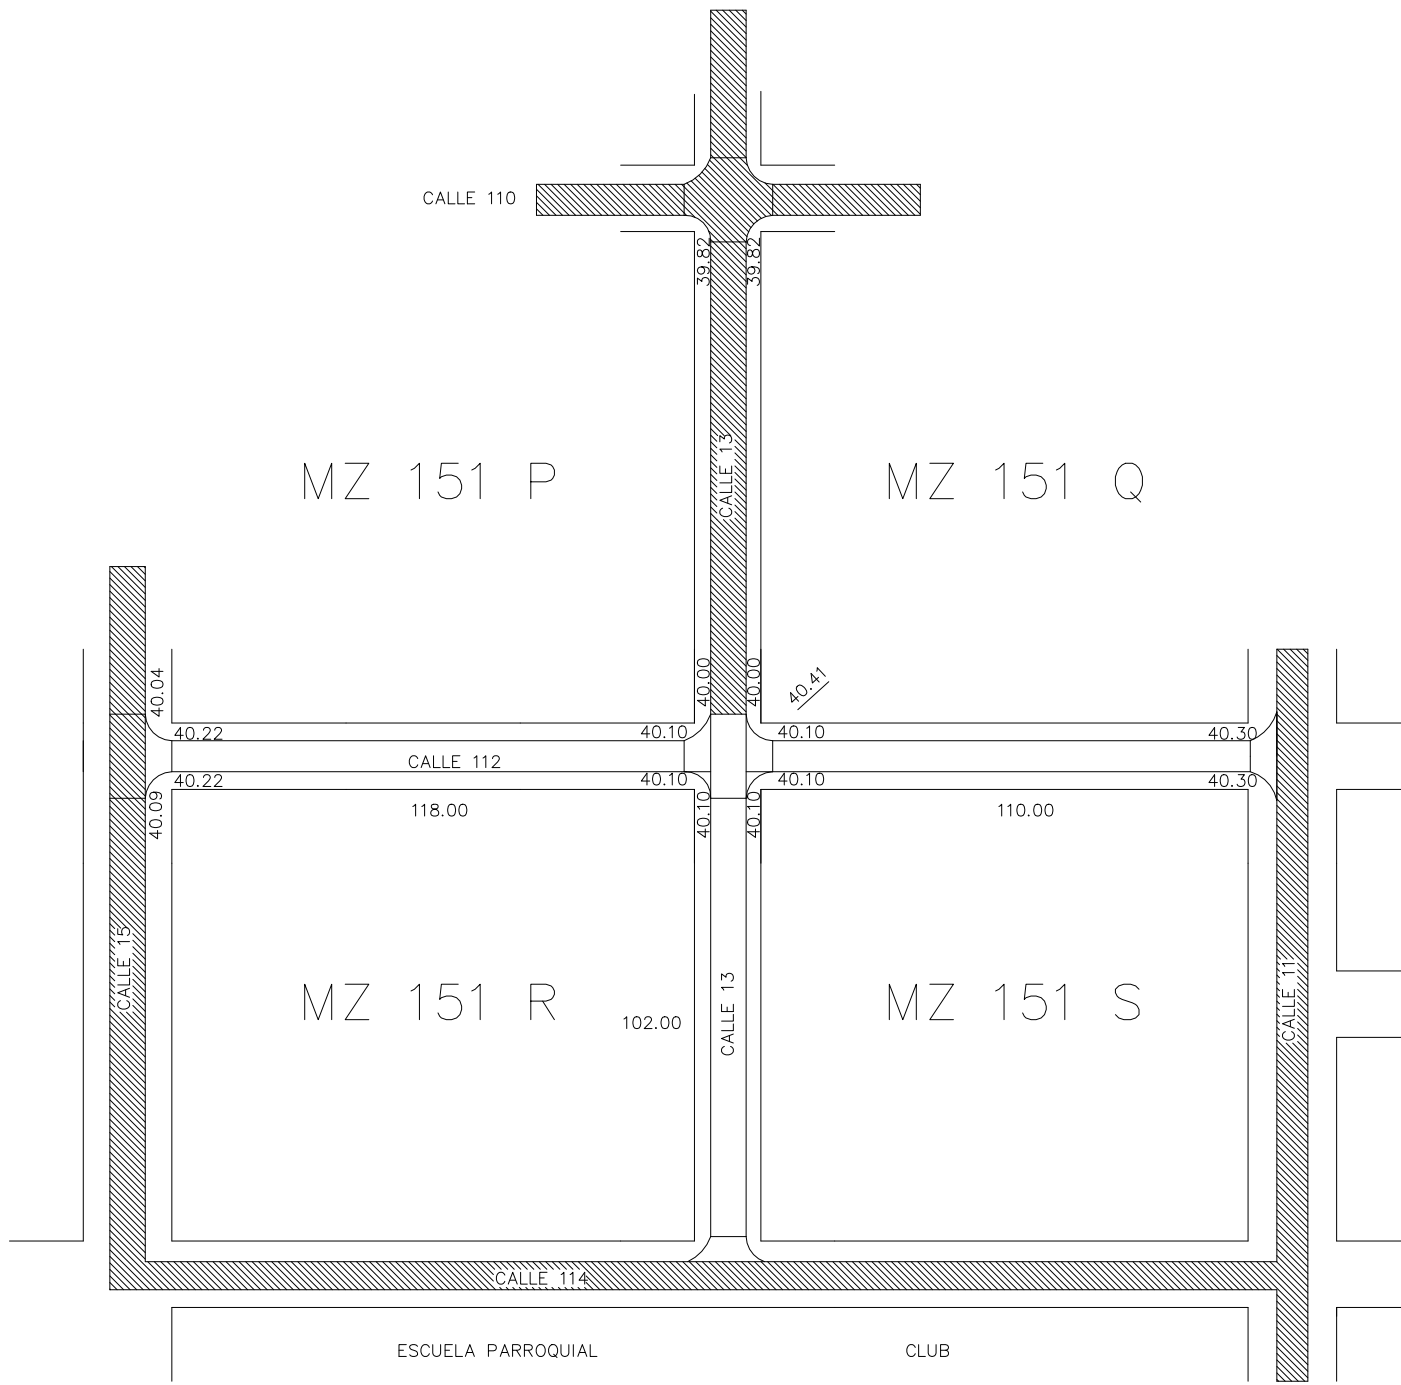 CALLE 110
39.82
39.82
CALLE 13
MZ 151 P
MZ 151 Q
40.04
40.00
40.00
40.41
40.22
40.10
40.10
40.30
CALLE 112
40.22
40.10
40.10
40.30
40.09
40.10
40.10
118.00
110.00
CALLE 15
CALLE 13
CALLE 11
MZ 151 R
MZ 151 S
102.00
CALLE 114
ESCUELA PARROQUIAL
CLUB